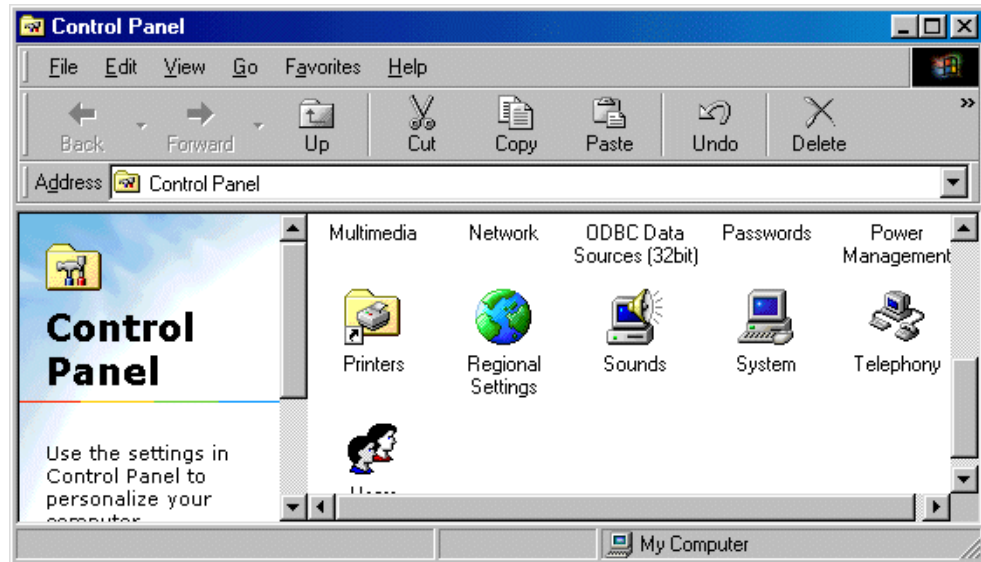 Control Panel
File Edit View Go Favorites Help
Back Forward Up Cut Copy Paste Undo Delete »
Address Control Panel
Control
Panel
Use the settings in
Control Panel to
personalize your
computer
Multimedia Network ODBC Data Passwords Power
Sources (32bit) Management
Printers Regional Sounds System Telephony
Settings
Users
My Computer